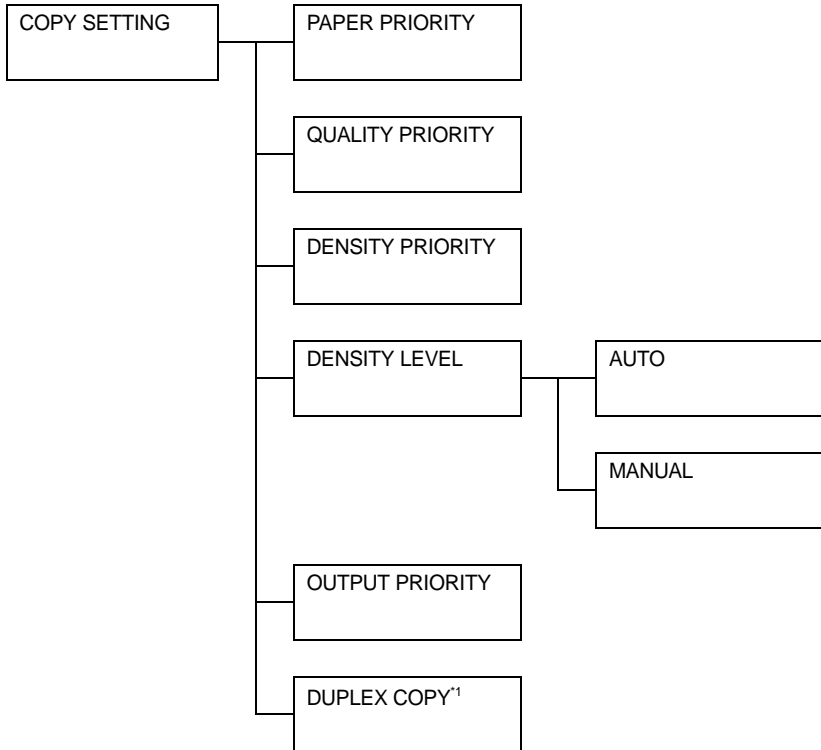 COPY SETTING
PAPER PRIORITY
QUALITY PRIORITY
DENSITY PRIORITY
DENSITY LEVEL
AUTO
MANUAL
OUTPUT PRIORITY
DUPLEX COPY*1